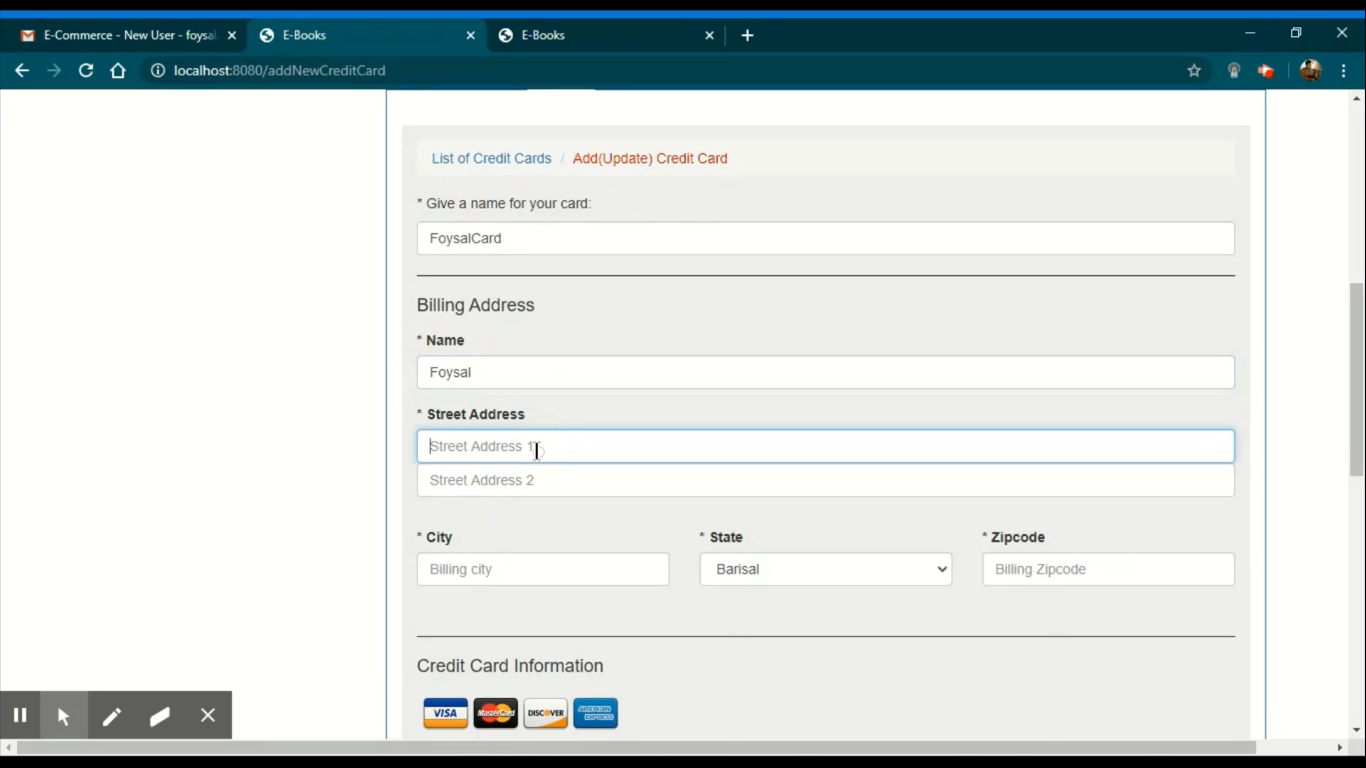 E-Commerce - New User - foysal
E-Books
E-Books
localhost:8080/addNewCreditCard
List of Credit Cards / Add(Update) Credit Card
* Give a name for your card:
FoysalCard
Billing Address
* Name
Foysal
* Street Address
Street Address 1
Street Address 2
* City
* State
* Zipcode
Billing city
Barisal
Billing Zipcode
Credit Card Information
VISA
MasterCard
DISCOVER
AMERICAN EXPRESS